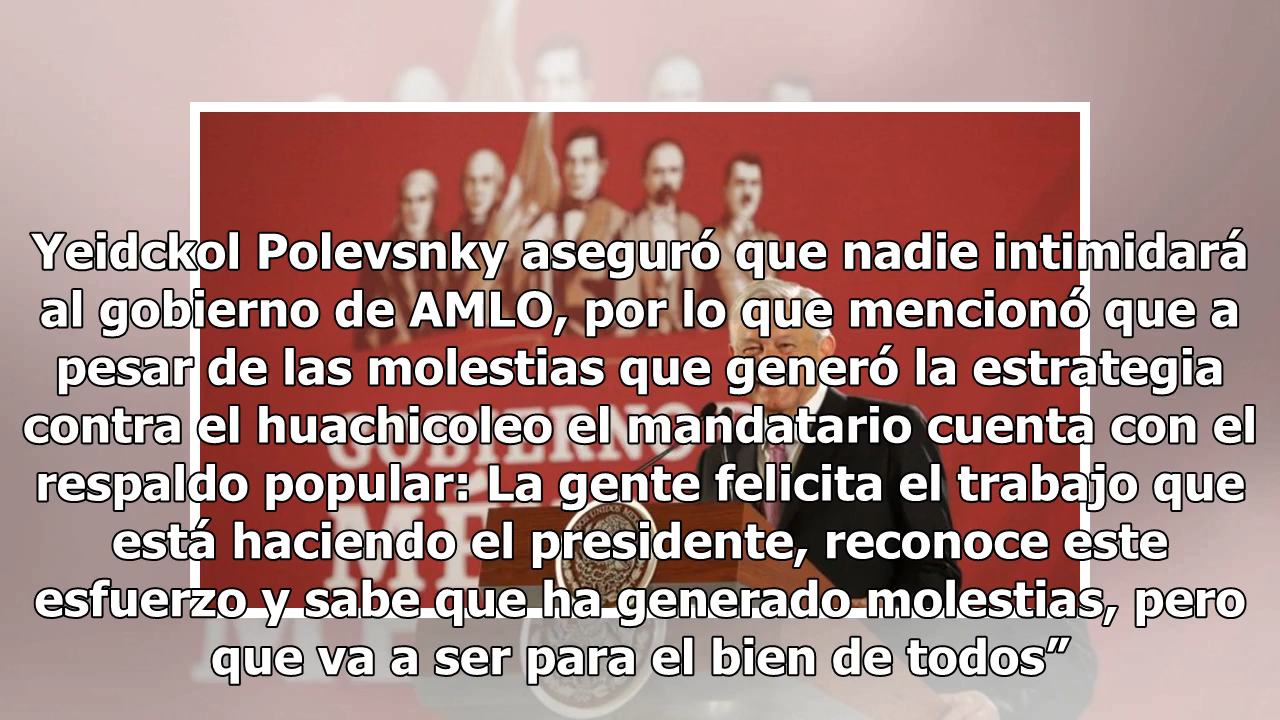 Yeidckol Polevsnky aseguró que nadie intimidará
al gobierno de AMLO, por lo que mencionó que a
pesar de las molestias que generó la estrategia
contra el huachicoleo el mandatario cuenta con el
respaldo popular: La gente felicita el trabajo que
está haciendo el presidente, reconoce este
esfuerzo y sabe que ha generado molestias, pero
que va a ser para el bien de todos”
GOBIERNO